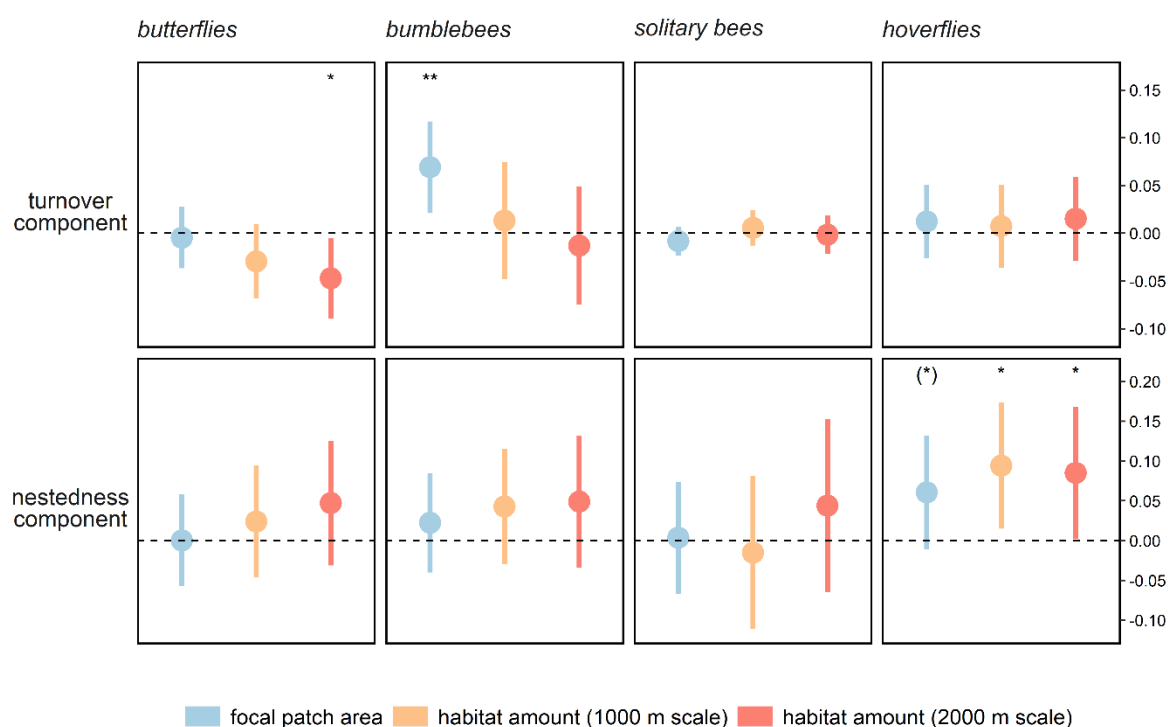 butterflies bumblebees solitary bees hoverflies
* **
turnover
component
0.15
0.10
0.05
0.00
-0.05
-0.10
(*) * *
nestedness
component
0.20
0.15
0.10
0.05
0.00
-0.05
-0.10
focal patch area habitat amount (1000 m scale) habitat amount (2000 m scale)